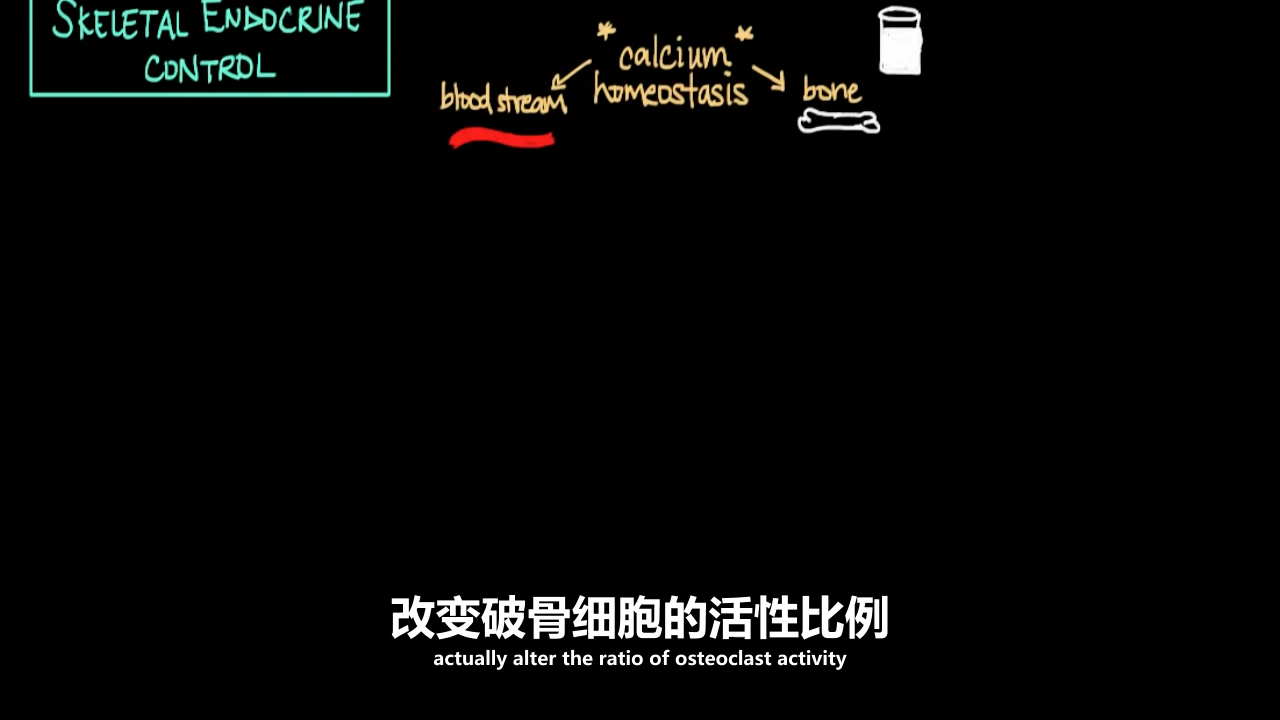 SKELETAL ENDOCRINE
CONTROL
* calcium *
homeostasis
blood stream
bone
改变破骨细胞的活性比例
actually alter the ratio of osteoclast activity